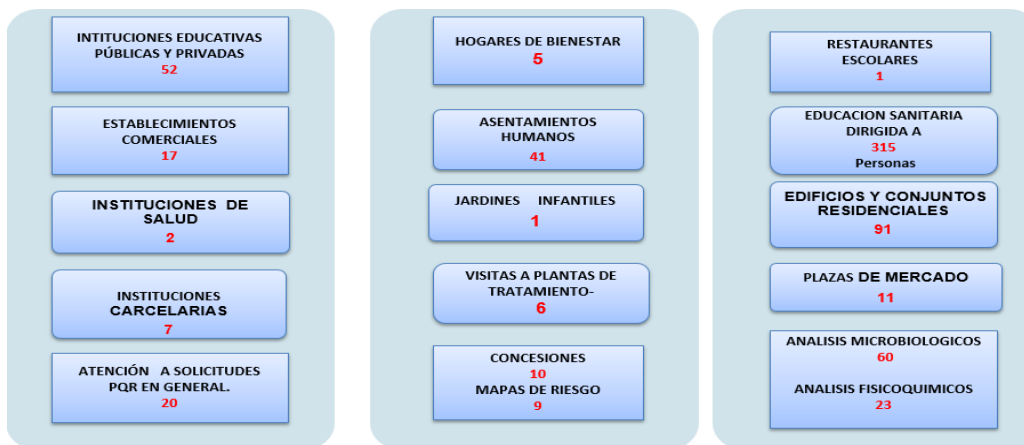 INTITUCIONES EDUCATIVAS
PÚBLICAS Y PRIVADAS
52
ESTABLECIMIENTOS
COMERCIALES
17
INSTITUCIONES DE
SALUD
2
INSTITUCIONES
CARCELARIAS
7
ATENCIÓN A SOLICITUDES
PQR EN GENERAL.
20
HOGARES DE BIENESTAR
5
ASENTAMIENTOS
HUMANOS
41
JARDINES INFANTILES
1
VISITAS A PLANTAS DE
TRATAMIENTO-
6
CONCESIONES
10
MAPAS DE RIESGO
9
RESTAURANTES
ESCOLARES
1
EDUCACION SANITARIA
DIRIGIDA A
315
Personas
EDIFICIOS Y CONJUNTOS
RESIDENCIALES
91
PLAZAS DE MERCADO
11
ANALISIS MICROBIOLOGICOS
60
ANALISIS FISICOQUIMICOS
23